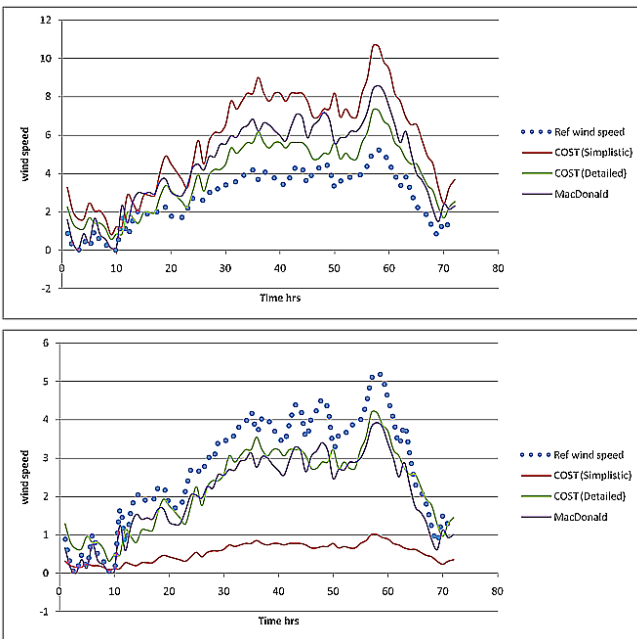 12
10
8
6
4
2
0
-2
wind speed
0
10
20
30
40
50
60
70
80
Time hrs
Ref wind speed
COST (Simplistic)
COST (Detailed)
MacDonald
6
5
4
3
2
1
0
-1
wind speed
0
10
20
30
40
50
60
70
80
Time hrs
Ref wind speed
COST (Simplistic)
COST (Detailed)
MacDonald